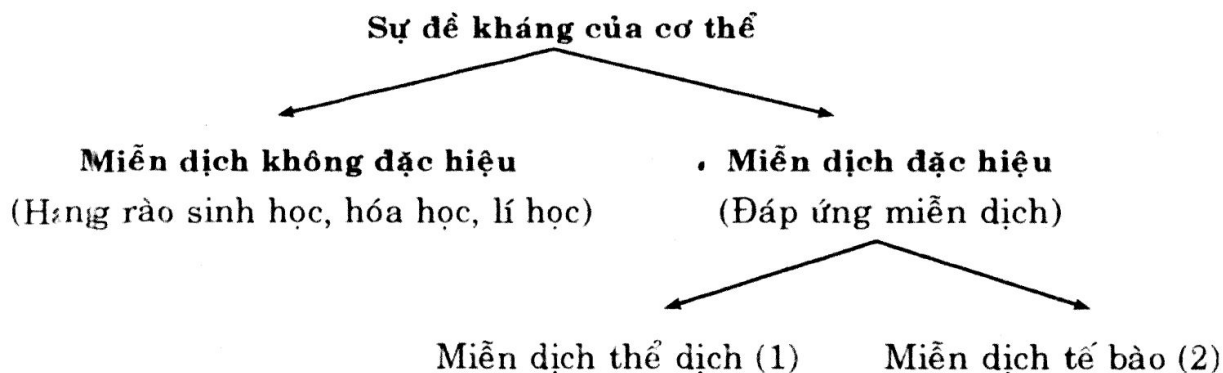 Sự đề kháng của cơ thể
Miễn dịch không đặc hiệu
Miễn dịch đặc hiệu
(Hàng rào sinh học, hóa học, lí học)
(Đáp ứng miễn dịch)
Miễn dịch thể dịch (1)
Miễn dịch tế bào (2)